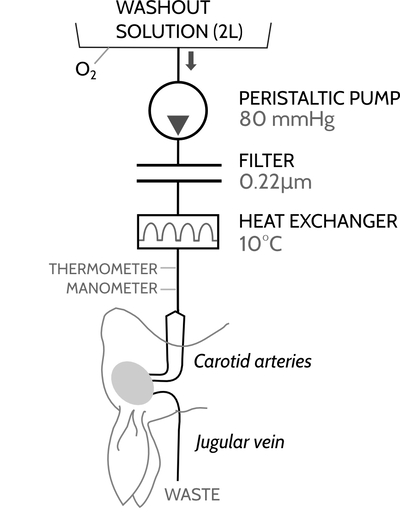 WASHOUT
SOLUTION (2L)
O₂
PERISTALTIC PUMP
80 mmHg
FILTER
0.22µm
HEAT EXCHANGER
10°C
THERMOMETER
MANOMETER
Carotid arteries
Jugular vein
WASTE